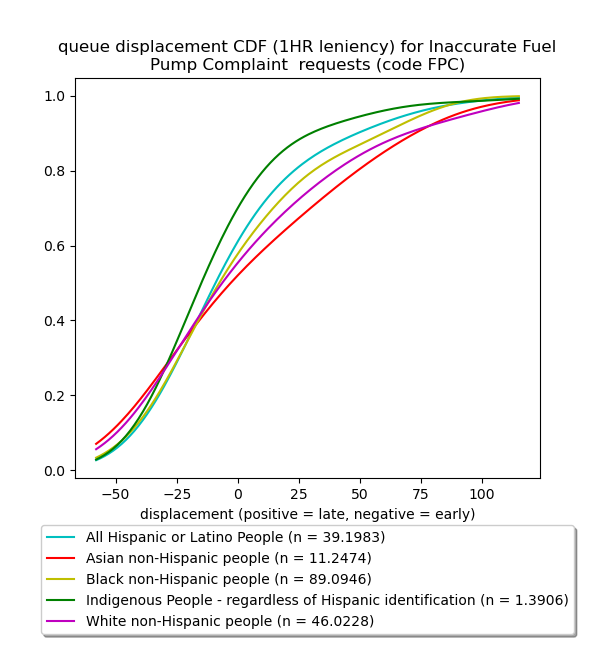 queue displacement CDF (1HR leniency) for Inaccurate Fuel
Pump Complaint  requests (code FPC)
1.0
0.8
0.6
0.4
0.2
0.0
−50
−25
0
25
50
75
100
displacement (positive = late, negative = early)
All Hispanic or Latino People (n = 39.1983)
Asian non-Hispanic people (n = 11.2474)
Black non-Hispanic people (n = 89.0946)
Indigenous People - regardless of Hispanic identification (n = 1.3906)
White non-Hispanic people (n = 46.0228)